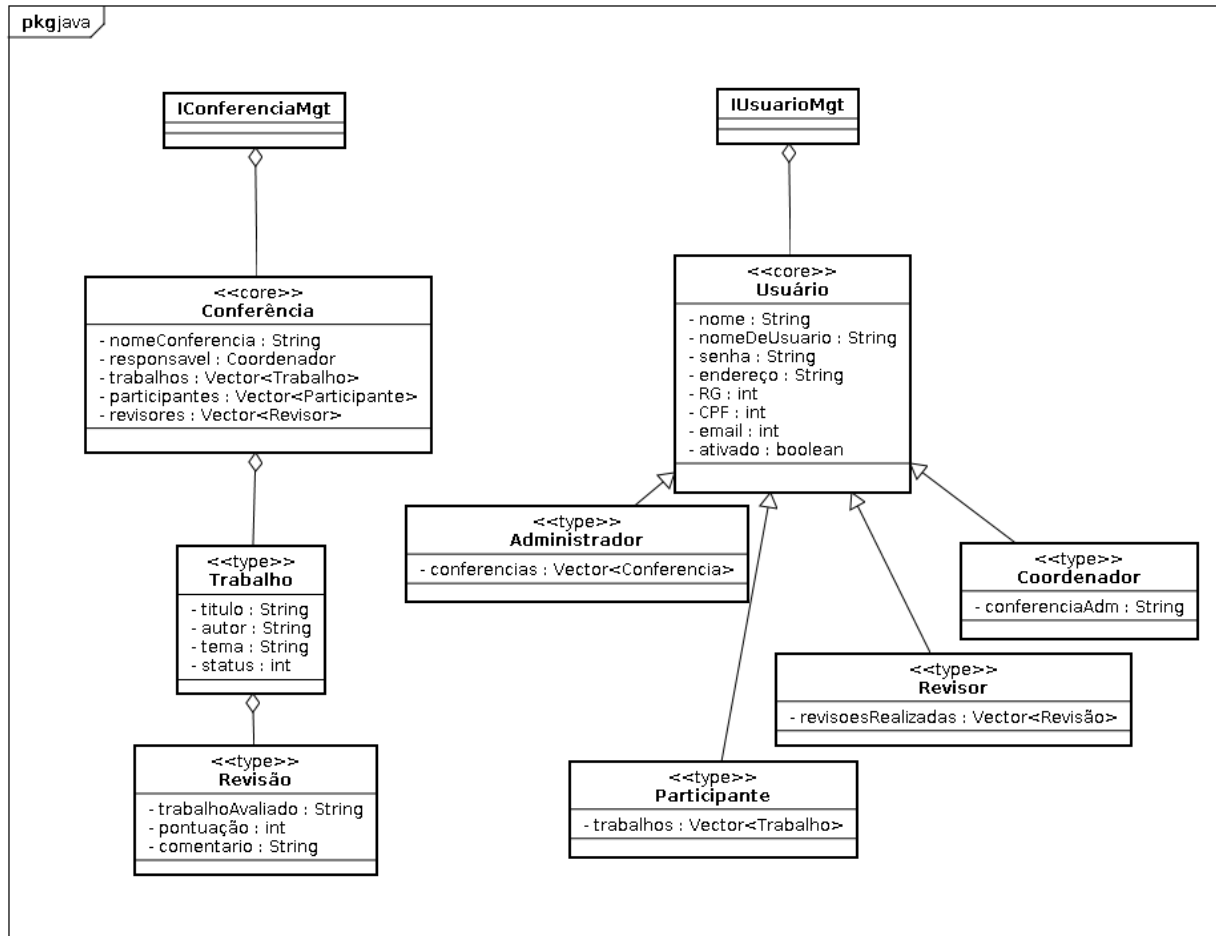 pkg java
IConferenciaMgt
<<core>>
Conferência
- nomeConferencia : String
- responsavel : Coordenador
- trabalhos : Vector<Trabalho>
- participantes : Vector<Participante>
- revisores : Vector<Revisor>
<<type>>
Trabalho
- titulo : String
- autor : String
- tema : String
- status : int
<<type>>
Revisão
- trabalhoAvaliado : String
- pontuação : int
- comentario : String
IUsuarioMgt
<<core>>
Usuário
- nome : String
- nomeDeUsuario : String
- senha : String
- endereço : String
- RG : int
- CPF : int
- email : int
- ativado : boolean
<<type>>
Administrador
- conferencias : Vector<Conferencia>
<<type>>
Coordenador
- conferenciaAdm : String
<<type>>
Revisor
- revisoesRealizadas : Vector<Revisão>
<<type>>
Participante
- trabalhos : Vector<Trabalho>